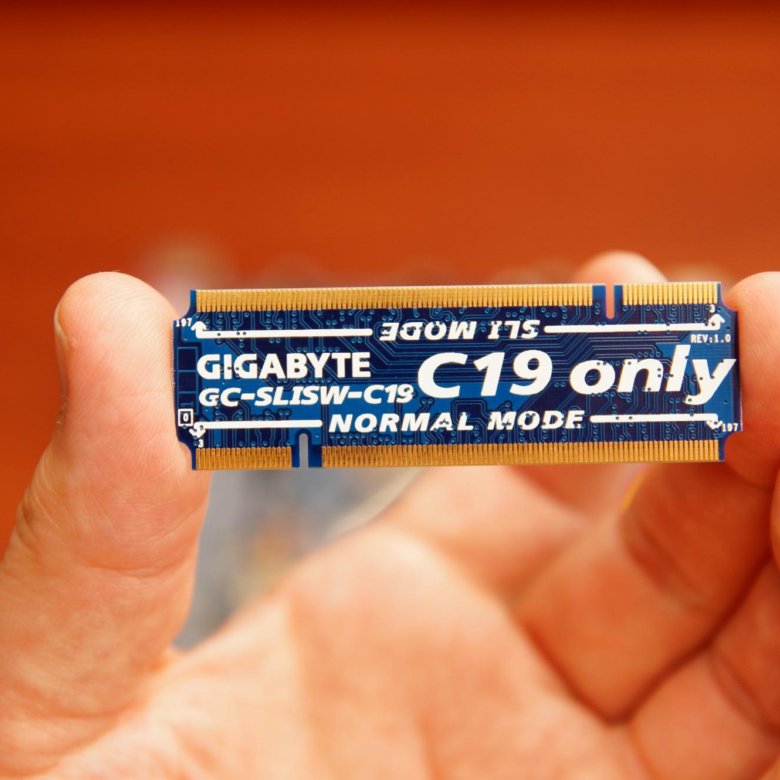 SLI MODE
197
3
REV:1.0
GIGABYTE
C19 only
GC-SLISW-C19
0
NORMAL MODE
3
197